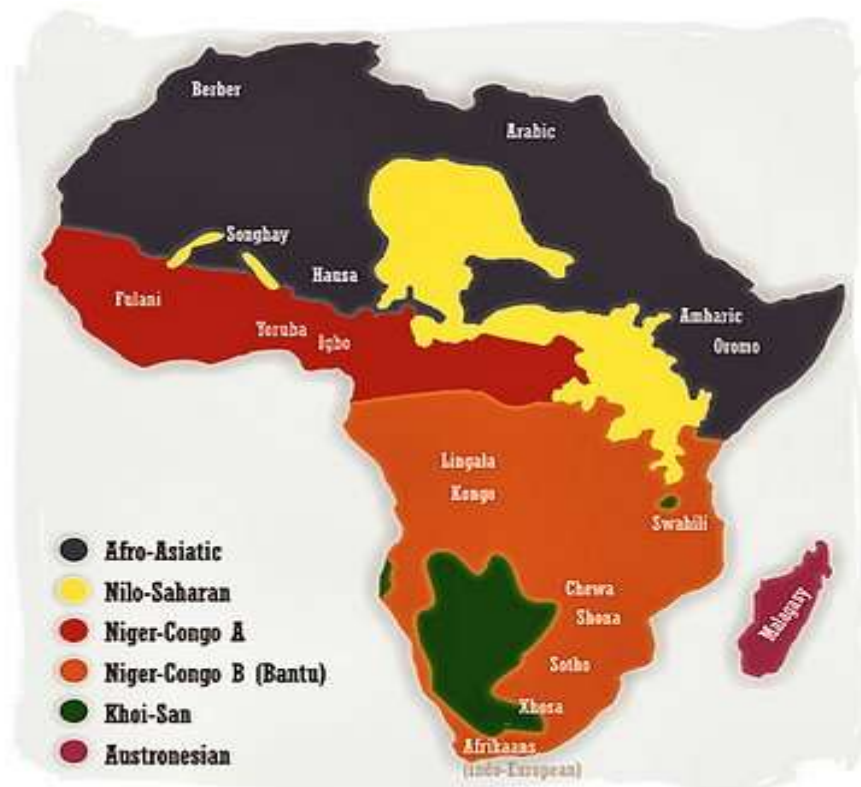 Berber
Arabic
Songhay
Hausa
Fulani
Yoruba
Igbo
Amharic
Oromo
Lingala
Kongo
Swahili
Chewa
Shona
Sotho
Xhosa
Afrikaans
(Indo-European)
Malagasy
Afro-Asiatic
Nilo-Saharan
Niger-Congo A
Niger-Congo B (Bantu)
Khoi-San
Austronesian